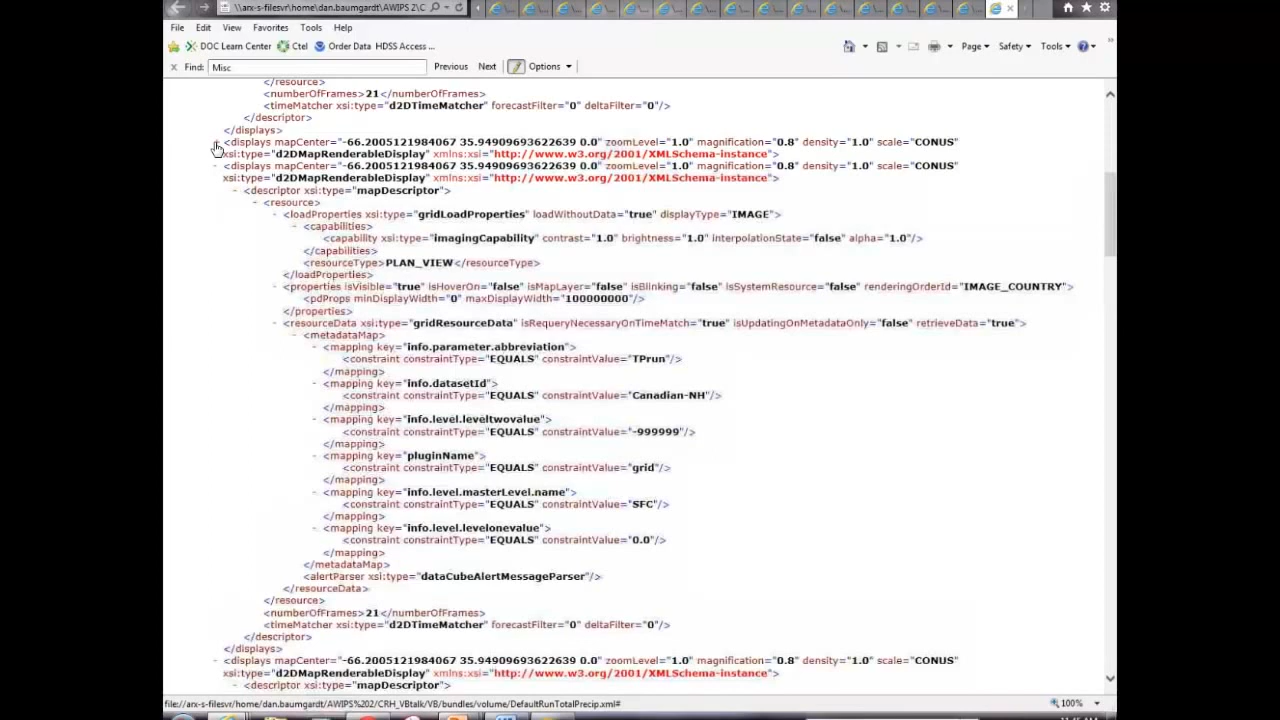 \\arx-s-filesvr\home\dan.baumgardt\AWIPS 2\C
File Edit View Favorites Tools Help
DOC Learn Center Ctel Order Data HDSS Access ... Page Safety Tools
Find: Misc Previous Next Options
</resource>
<numberOfFrames>21</numberOfFrames>
<timeMatcher xsi:type="d2DTimeMatcher" forecastFilter="0" deltaFilter="0"/>
</descriptor>
</displays>
<displays mapCenter="-66.2005121984067 35.94909693622639 0.0" zoomLevel="1.0" magnification="0.8" density="1.0" scale="CONUS"
xsi:type="d2DMapRenderableDisplay" xmlns:xsi="http://www.w3.org/2001/XMLSchema-instance">
- <displays mapCenter="-66.2005121984067 35.94909693622639 0.0" zoomLevel="1.0" magnification="0.8" density="1.0" scale="CONUS"
xsi:type="d2DMapRenderableDisplay" xmlns:xsi="http://www.w3.org/2001/XMLSchema-instance">
- <descriptor xsi:type="mapDescriptor">
- <resource>
- <loadProperties xsi:type="gridLoadProperties" loadWithoutData="true" displayType="IMAGE">
- <capabilities>
<capability xsi:type="imagingCapability" contrast="1.0" brightness="1.0" interpolationState="false" alpha="1.0"/>
</capabilities>
<resourceType>PLAN_VIEW</resourceType>
</loadProperties>
- <properties isVisible="true" isHoverOn="false" isMapLayer="false" isBlinking="false" isSystemResource="false" renderingOrderId="IMAGE_COUNTRY">
<pdProps minDisplayWidth="0" maxDisplayWidth="100000000"/>
</properties>
- <resourceData xsi:type="gridResourceData" isRequeryNecessaryOnTimeMatch="true" isUpdatingOnMetadataOnly="false" retrieveData="true">
- <metadataMap>
- <mapping key="info.parameter.abbreviation">
<constraint constraintType="EQUALS" constraintValue="TPrun"/>
</mapping>
- <mapping key="info.datasetId">
<constraint constraintType="EQUALS" constraintValue="Canadian-NH"/>
</mapping>
- <mapping key="info.level.leveltwovalue">
<constraint constraintType="EQUALS" constraintValue="-999999"/>
</mapping>
- <mapping key="pluginName">
<constraint constraintType="EQUALS" constraintValue="grid"/>
</mapping>
- <mapping key="info.level.masterLevel.name">
<constraint constraintType="EQUALS" constraintValue="SFC"/>
</mapping>
- <mapping key="info.level.levelonevalue">
<constraint constraintType="EQUALS" constraintValue="0.0"/>
</mapping>
</metadataMap>
<alertParser xsi:type="dataCubeAlertMessageParser"/>
</resourceData>
</resource>
<numberOfFrames>21</numberOfFrames>
<timeMatcher xsi:type="d2DTimeMatcher" forecastFilter="0" deltaFilter="0"/>
</descriptor>
</displays>
- <displays mapCenter="-66.2005121984067 35.94909693622639 0.0" zoomLevel="1.0" magnification="0.8" density="1.0" scale="CONUS"
xsi:type="d2DMapRenderableDisplay" xmlns:xsi="http://www.w3.org/2001/XMLSchema-instance">
- <descriptor xsi:type="mapDescriptor">
file://arx-s-filesvr/home/dan.baumgardt/AWIPS%202/CRH_VBtalk/VB/bundles/volume/DefaultRunTotalPrecip.xml# 100%